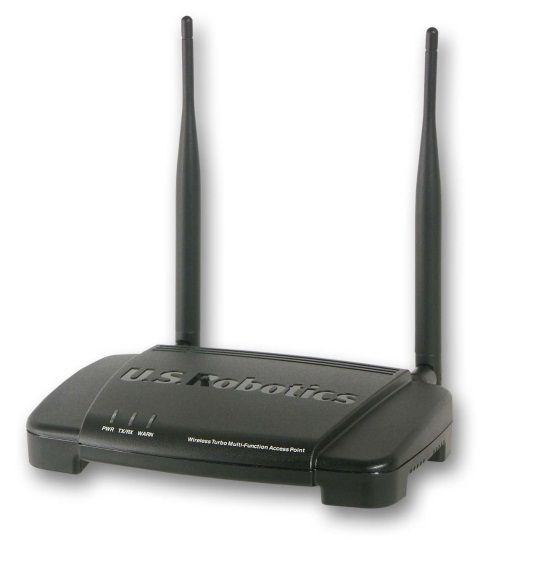 U.S.Robotics
PWR TX/RX WARN
Wireless Turbo Multi-Function Access Point